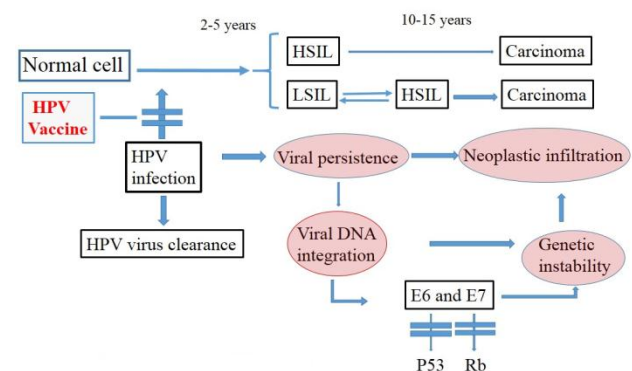 2-5 years
10-15 years
HSIL
Carcinoma
Normal cell
LSIL
HSIL
Carcinoma
HPV
Vaccine
HPV
infection
Viral persistence
Neoplastic infiltration
HPV virus clearance
Viral DNA
integration
Genetic
instability
E6 and E7
P53
Rb